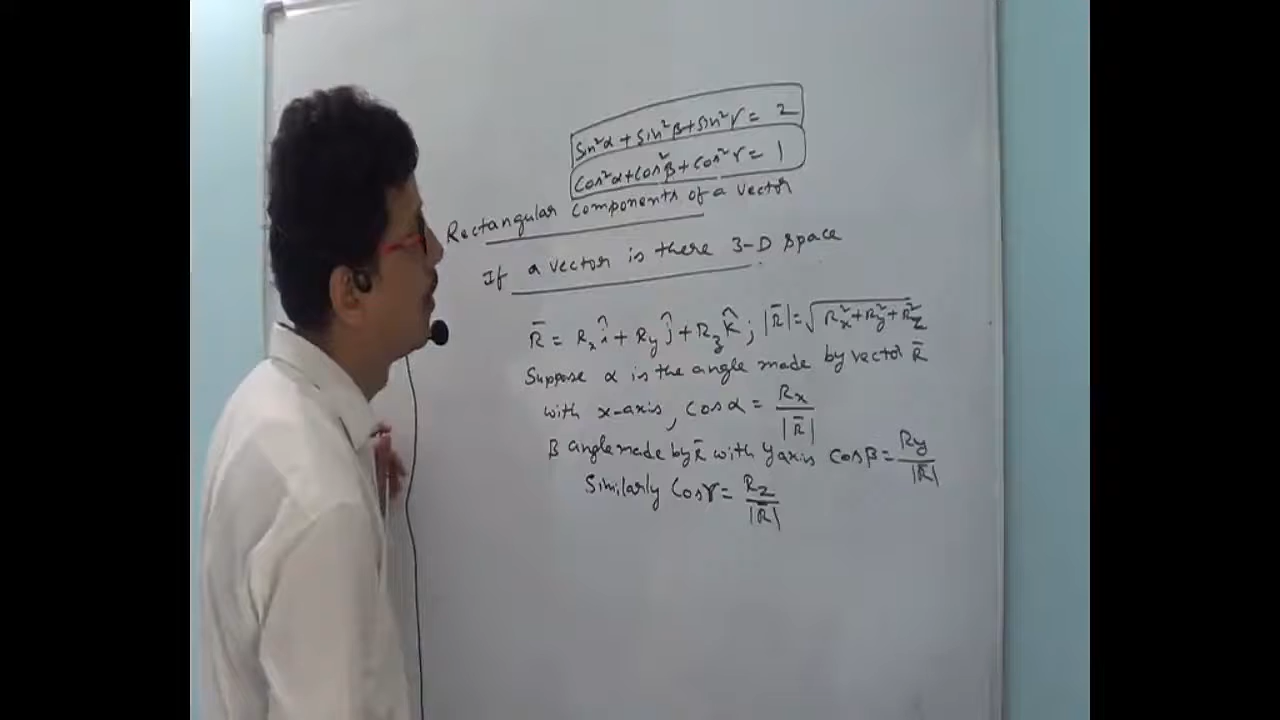 Sin²α + Sin²β + Sin²γ = 2
Cos²α + Cos²β + Cos²γ = 1
Rectangular components of a vector
If a vector is there 3-D space
R̄ = Rₓ î + Ry ĵ + Rz k̂ ; |R̄| = √(Rₓ² + Ry² + Rz²)
Suppose α is the angle made by vector R̄
with x-axis, Cos α = Rₓ / |R̄|
β angle made by R̄ with y axis Cos β = Ry / |R̄|
Similarly Cos γ = Rz / |R̄|